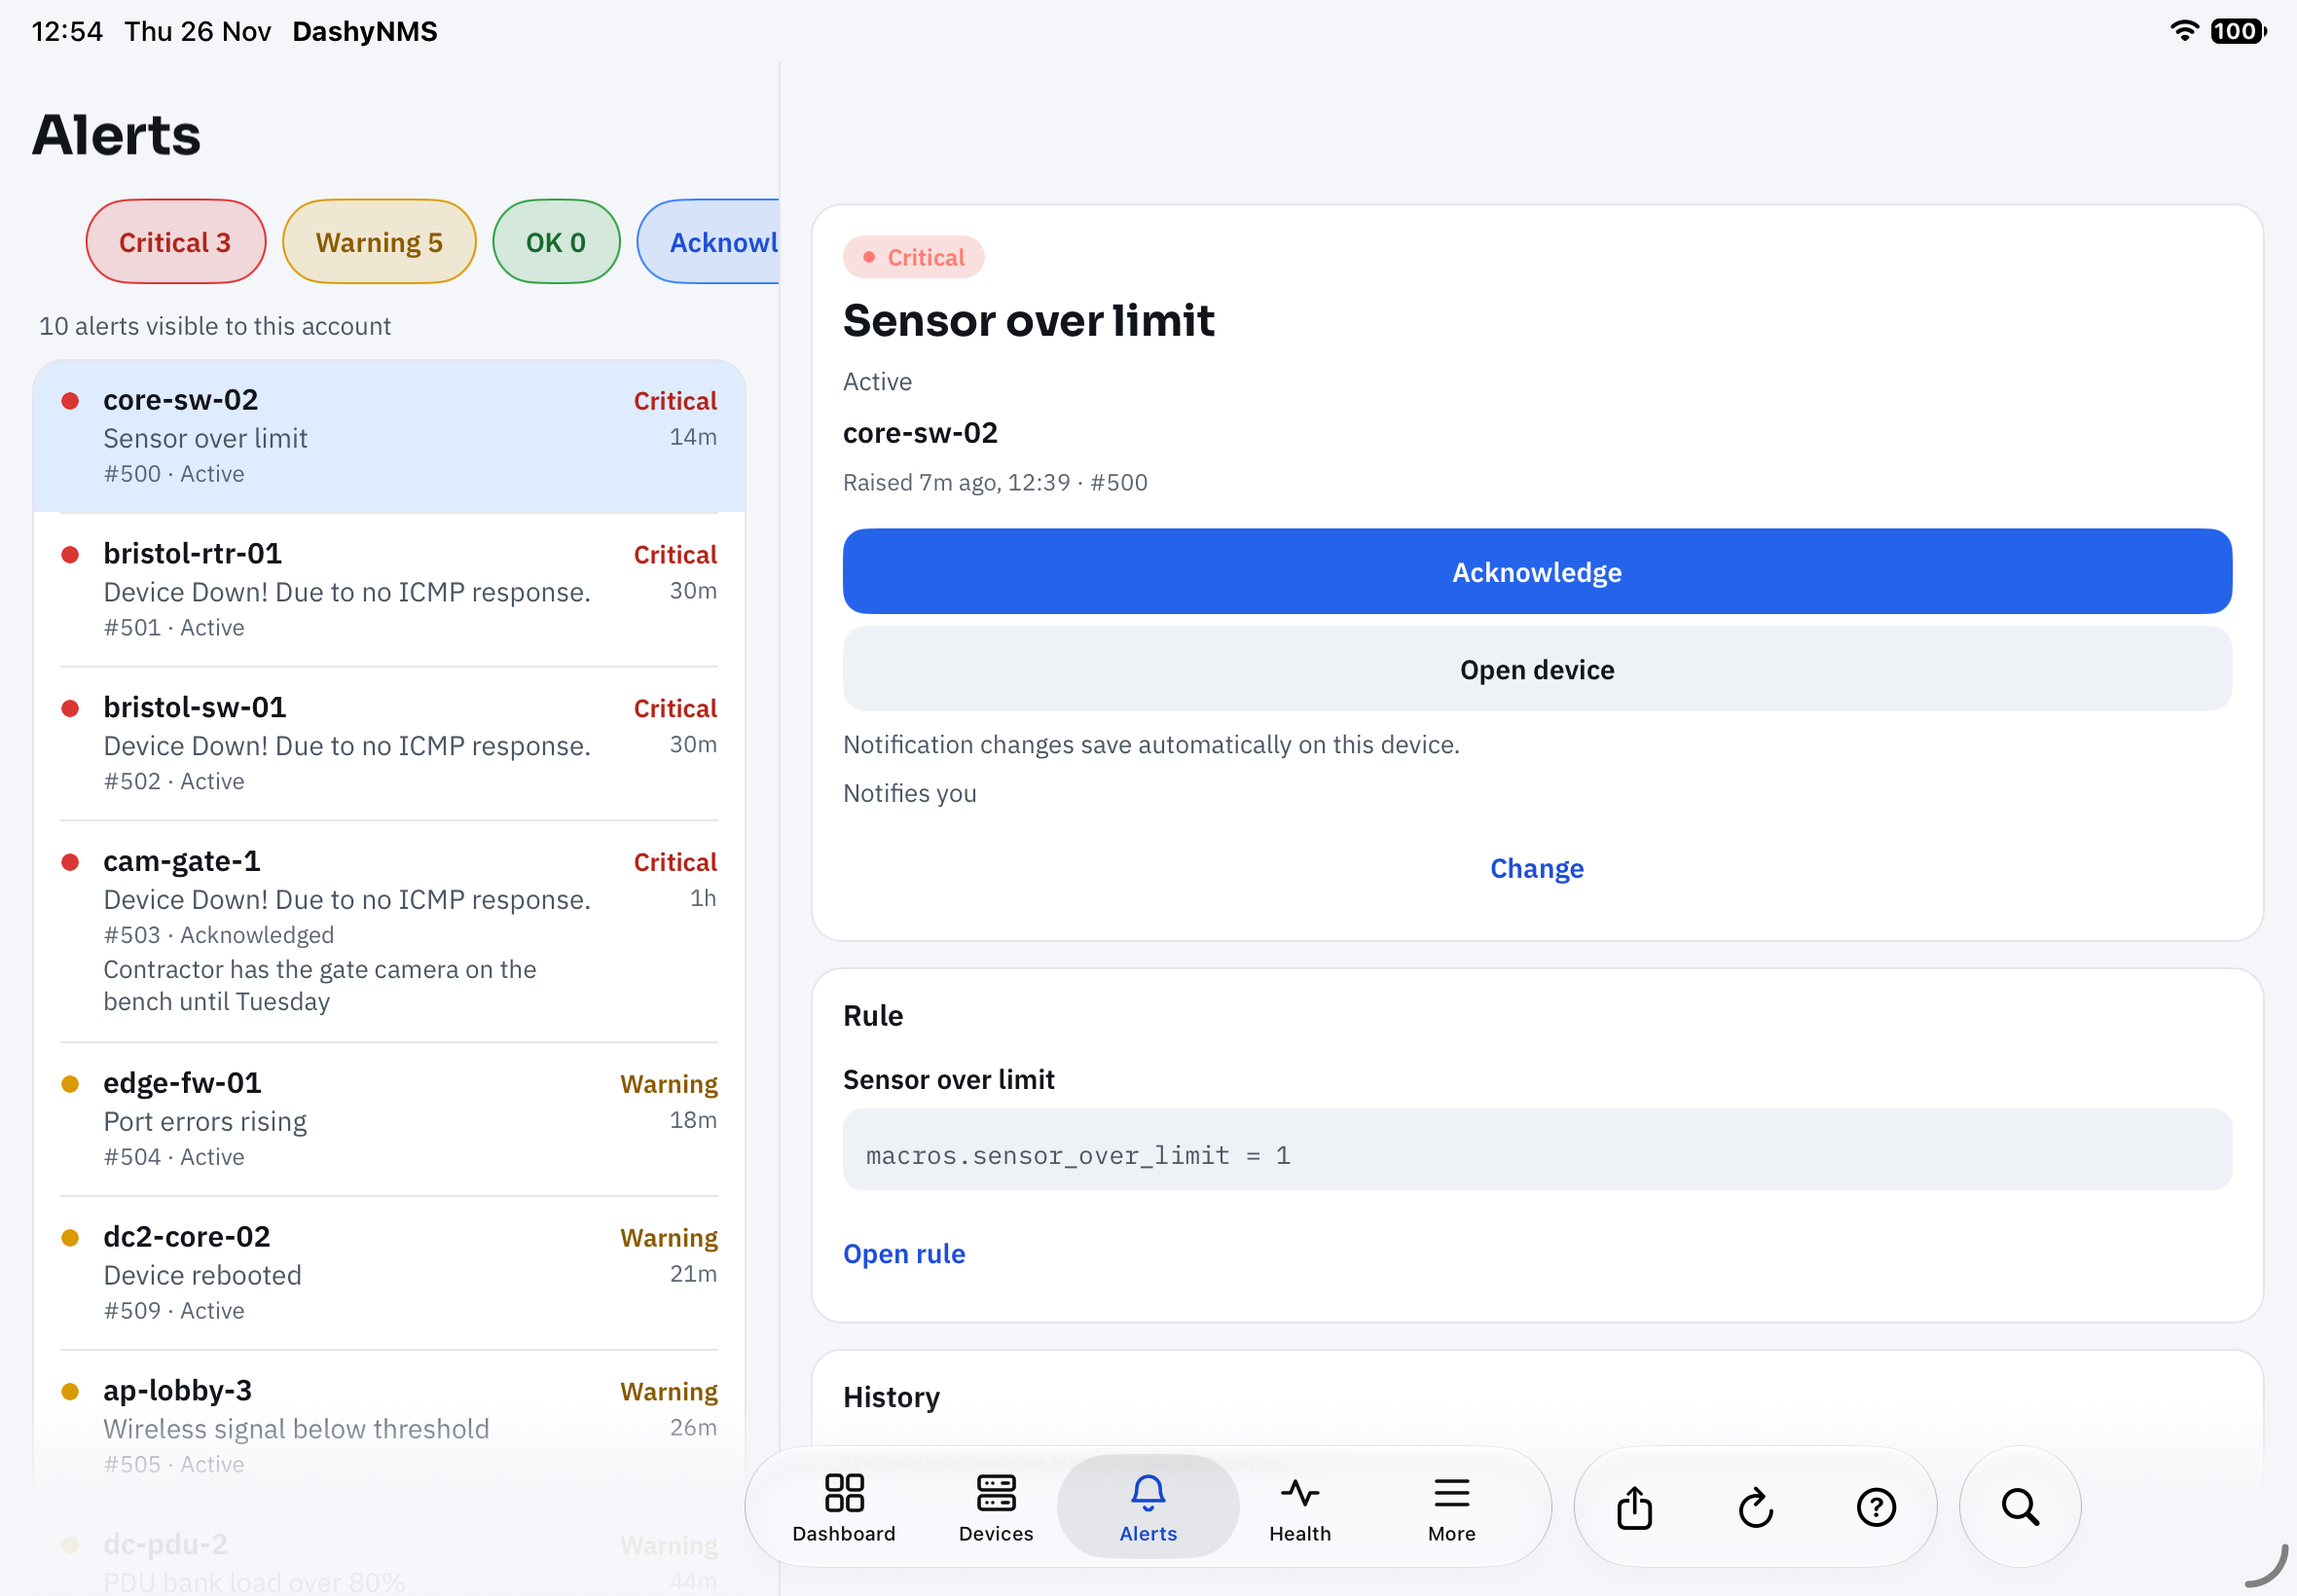 12:54 Thu 26 Nov DashyNMS
100
Alerts
Critical 3
Warning 5
OK 0
Acknowl
10 alerts visible to this account
core-sw-02
Critical
Sensor over limit
14m
#500 · Active
bristol-rtr-01
Critical
Device Down! Due to no ICMP response.
30m
#501 · Active
bristol-sw-01
Critical
Device Down! Due to no ICMP response.
30m
#502 · Active
cam-gate-1
Critical
Device Down! Due to no ICMP response.
1h
#503 · Acknowledged
Contractor has the gate camera on the
bench until Tuesday
edge-fw-01
Warning
Port errors rising
18m
#504 · Active
dc2-core-02
Warning
Device rebooted
21m
#509 · Active
ap-lobby-3
Warning
Wireless signal below threshold
26m
#505 · Active
dc-pdu-2
Warning
PDU bank load over 80%
44m
Critical
Sensor over limit
Active
core-sw-02
Raised 7m ago, 12:39 · #500
Acknowledge
Open device
Notification changes save automatically on this device.
Notifies you
Change
Rule
Sensor over limit
macros.sensor_over_limit = 1
Open rule
History
Dashboard
Devices
Alerts
Health
More